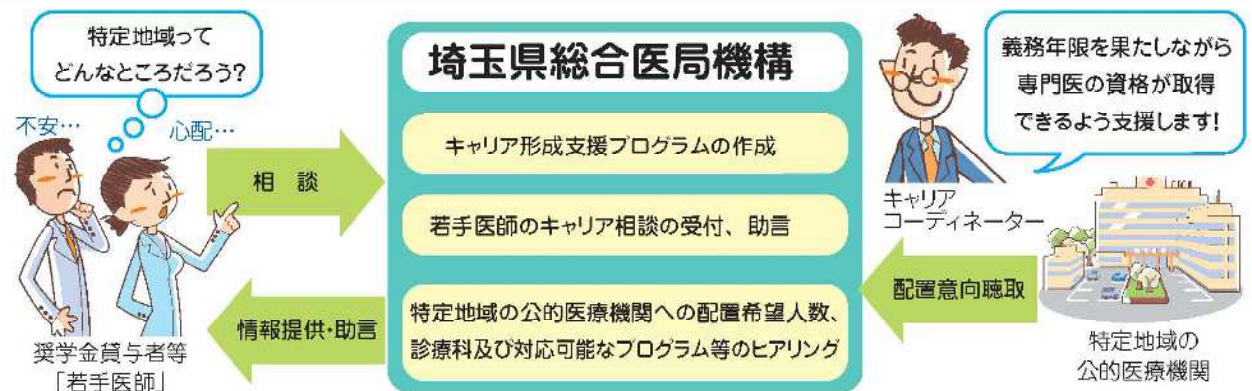 特定地域って
どんなところだろう?
不安…
心配…
相 談
情報提供・助言
奨学金貸与者等
「若手医師」
埼玉県総合医局機構
キャリア形成支援プログラムの作成
若手医師のキャリア相談の受付、助言
特定地域の公的医療機関への配置希望人数、
診療科及び対応可能なプログラム等のヒアリング
義務年限を果たしながら
専門医の資格が取得
できるよう支援します!
キャリア
コーディネーター
配置意向聴取
特定地域の
公的医療機関